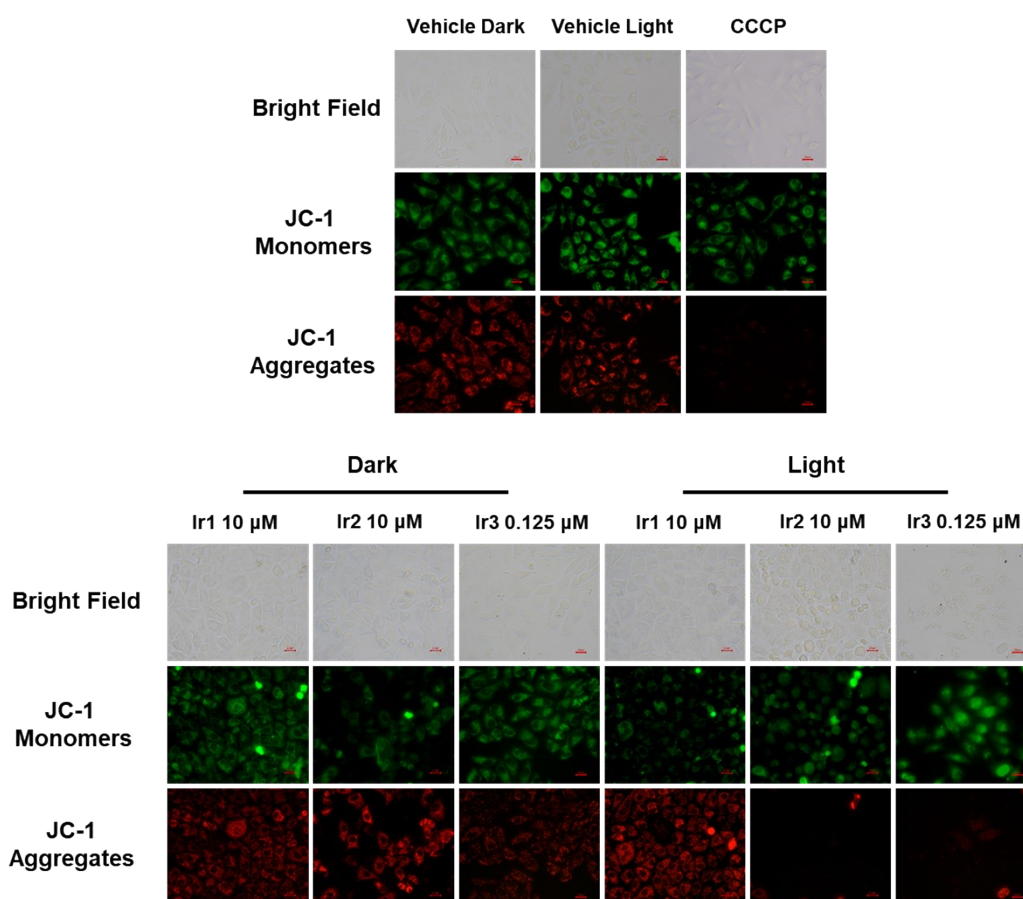 Vehicle Dark Vehicle Light CCCP
Bright Field
JC-1
Monomers
JC-1
Aggregates
Dark Light
Ir1 10 µM Ir2 10 µM Ir3 0.125 µM Ir1 10 µM Ir2 10 µM Ir3 0.125 µM
Bright Field
JC-1
Monomers
JC-1
Aggregates